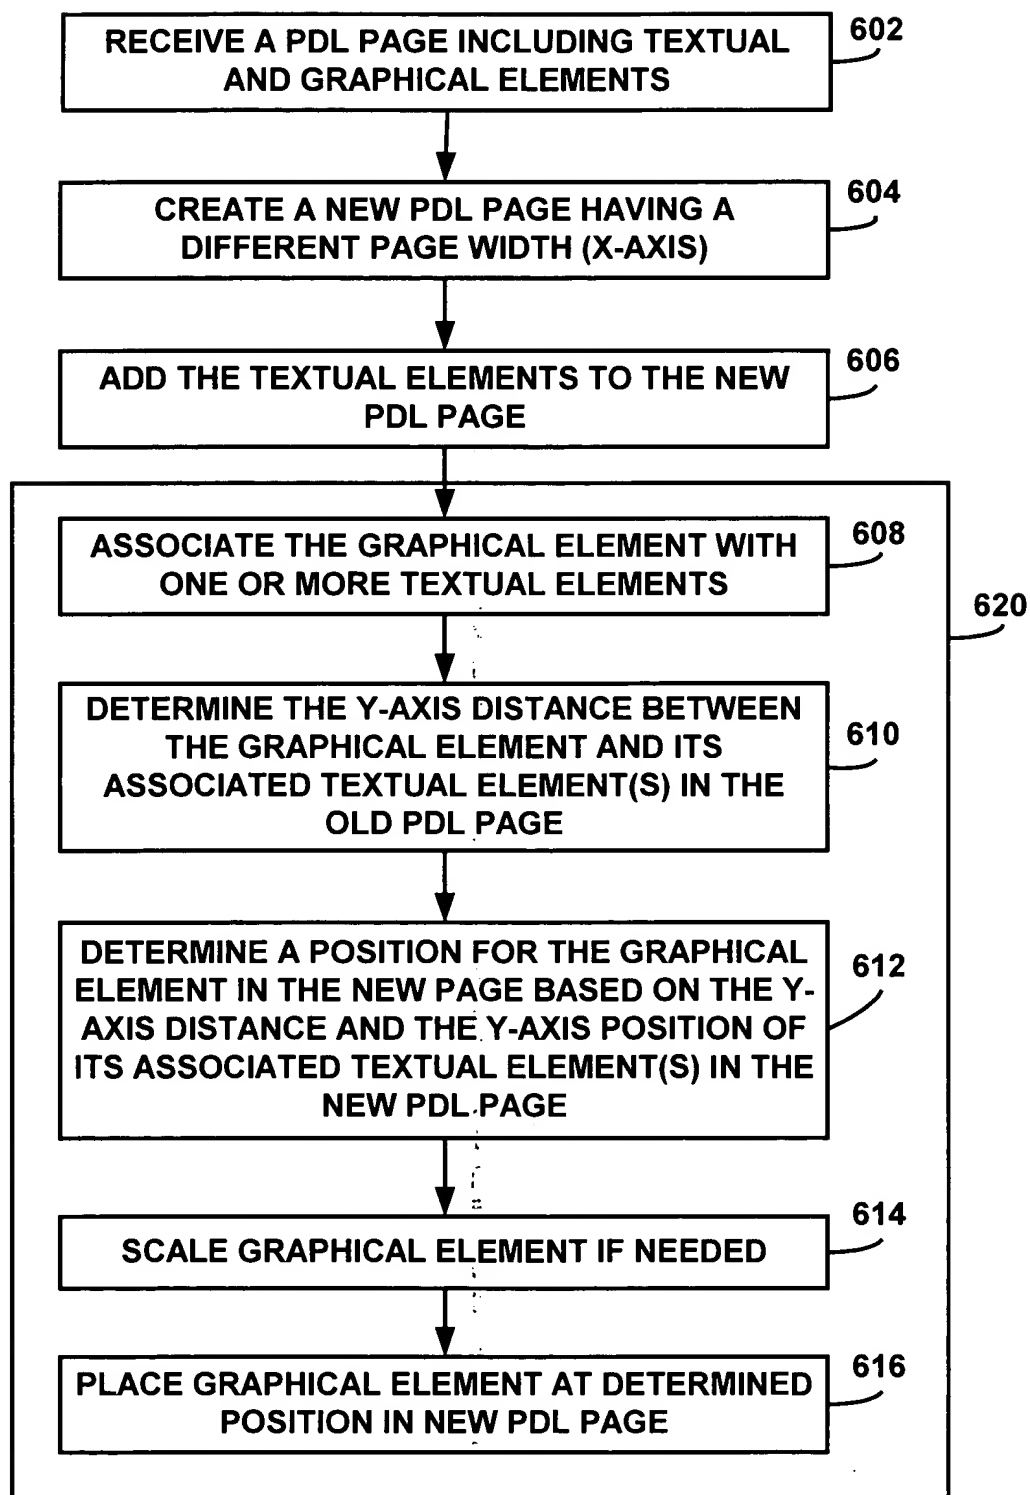 RECEIVE A PDL PAGE INCLUDING TEXTUAL
AND GRAPHICAL ELEMENTS
602
CREATE A NEW PDL PAGE HAVING A
DIFFERENT PAGE WIDTH (X-AXIS)
604
ADD THE TEXTUAL ELEMENTS TO THE NEW
PDL PAGE
606
ASSOCIATE THE GRAPHICAL ELEMENT WITH
ONE OR MORE TEXTUAL ELEMENTS
608
620
DETERMINE THE Y-AXIS DISTANCE BETWEEN
THE GRAPHICAL ELEMENT AND ITS
ASSOCIATED TEXTUAL ELEMENT(S) IN THE
OLD PDL PAGE
610
DETERMINE A POSITION FOR THE GRAPHICAL
ELEMENT IN THE NEW PAGE BASED ON THE Y-
AXIS DISTANCE AND THE Y-AXIS POSITION OF
ITS ASSOCIATED TEXTUAL ELEMENT(S) IN THE
NEW PDL PAGE
612
SCALE GRAPHICAL ELEMENT IF NEEDED
614
PLACE GRAPHICAL ELEMENT AT DETERMINED
POSITION IN NEW PDL PAGE
616